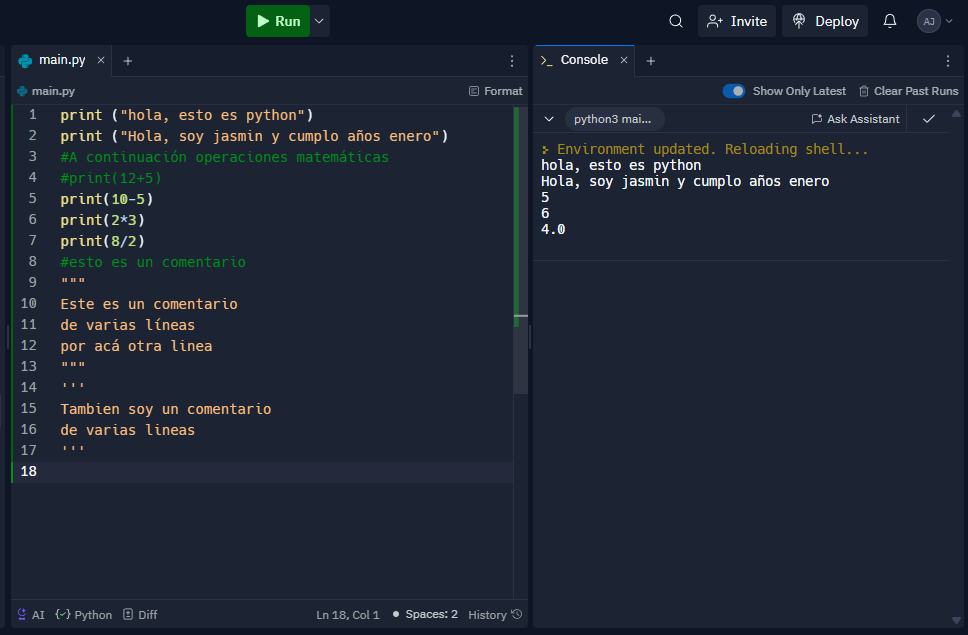 Run
Invite
Deploy
AJ
main.py
Console
main.py
Format
Show Only Latest
Clear Past Runs
1 print ("hola, esto es python")
2 print ("Hola, soy jasmin y cumplo años enero")
3 #A continuación operaciones matemáticas
4 #print(12+5)
5 print(10-5)
6 print(2*3)
7 print(8/2)
8 #esto es un comentario
9 """
10 Este es un comentario
11 de varias líneas
12 por acá otra linea
13 """
14 '''
15 Tambien soy un comentario
16 de varias lineas
17 '''
18
python3 mai...
Ask Assistant
Environment updated. Reloading shell...
hola, esto es python
Hola, soy jasmin y cumplo años enero
5
6
4.0
AI
Python
Diff
Ln 18, Col 1
Spaces: 2
History